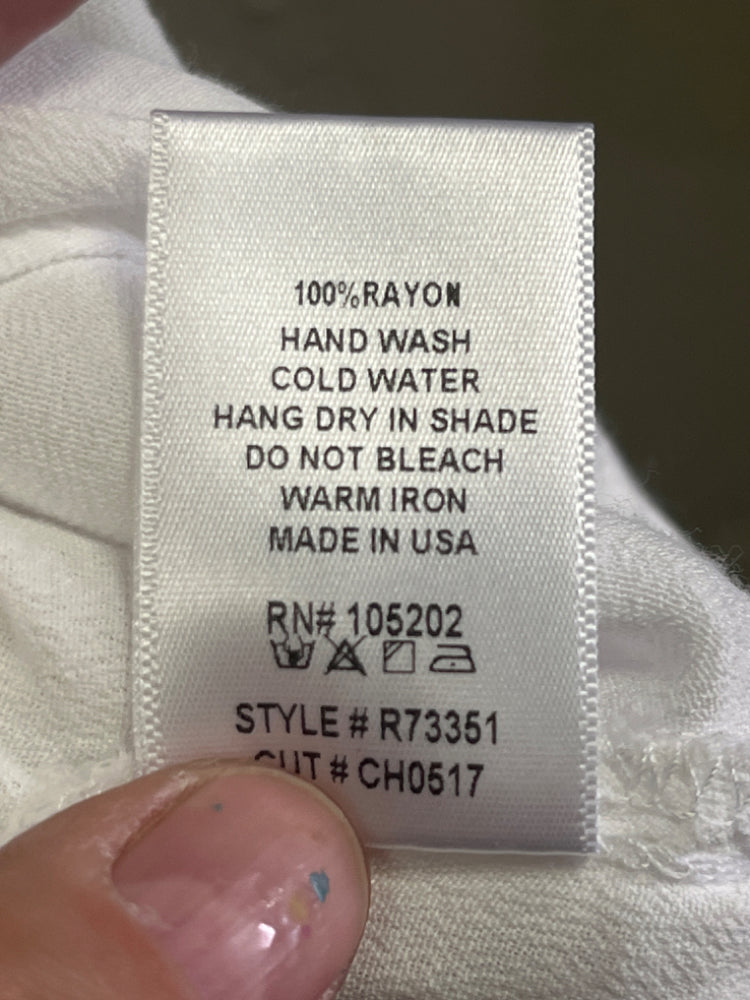 100%RAYON
HAND WASH
COLD WATER
HANG DRY IN SHADE
DO NOT BLEACH
WARM IRON
MADE IN USA
RN# 105202
STYLE # R73351
CUT # CH0517